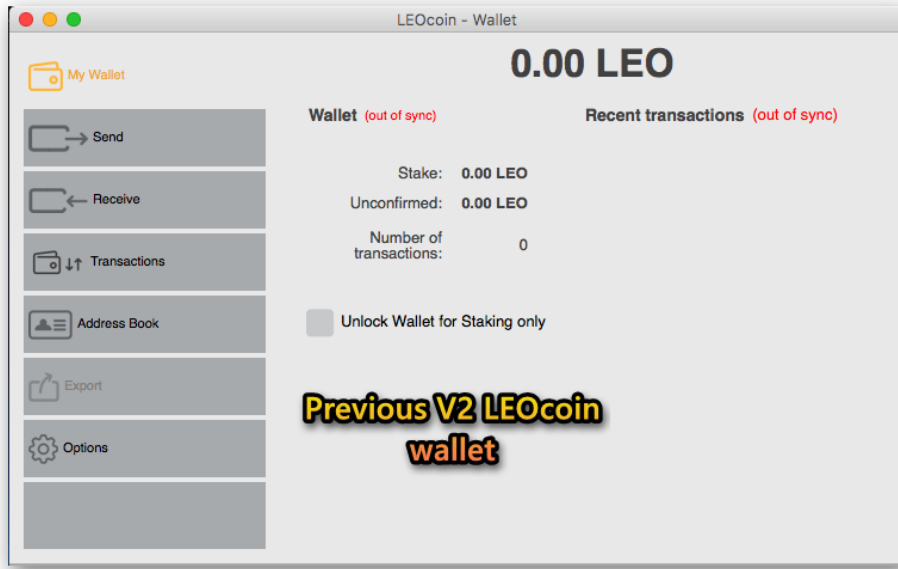 LEOcoin - Wallet
My Wallet
0.00 LEO
Send
Receive
Transactions
Address Book
Export
Options
Wallet (out of sync)
Recent transactions (out of sync)
Stake: 0.00 LEO
Unconfirmed: 0.00 LEO
Number of
transactions: 0
Unlock Wallet for Staking only
Previous V2 LEOcoin
wallet